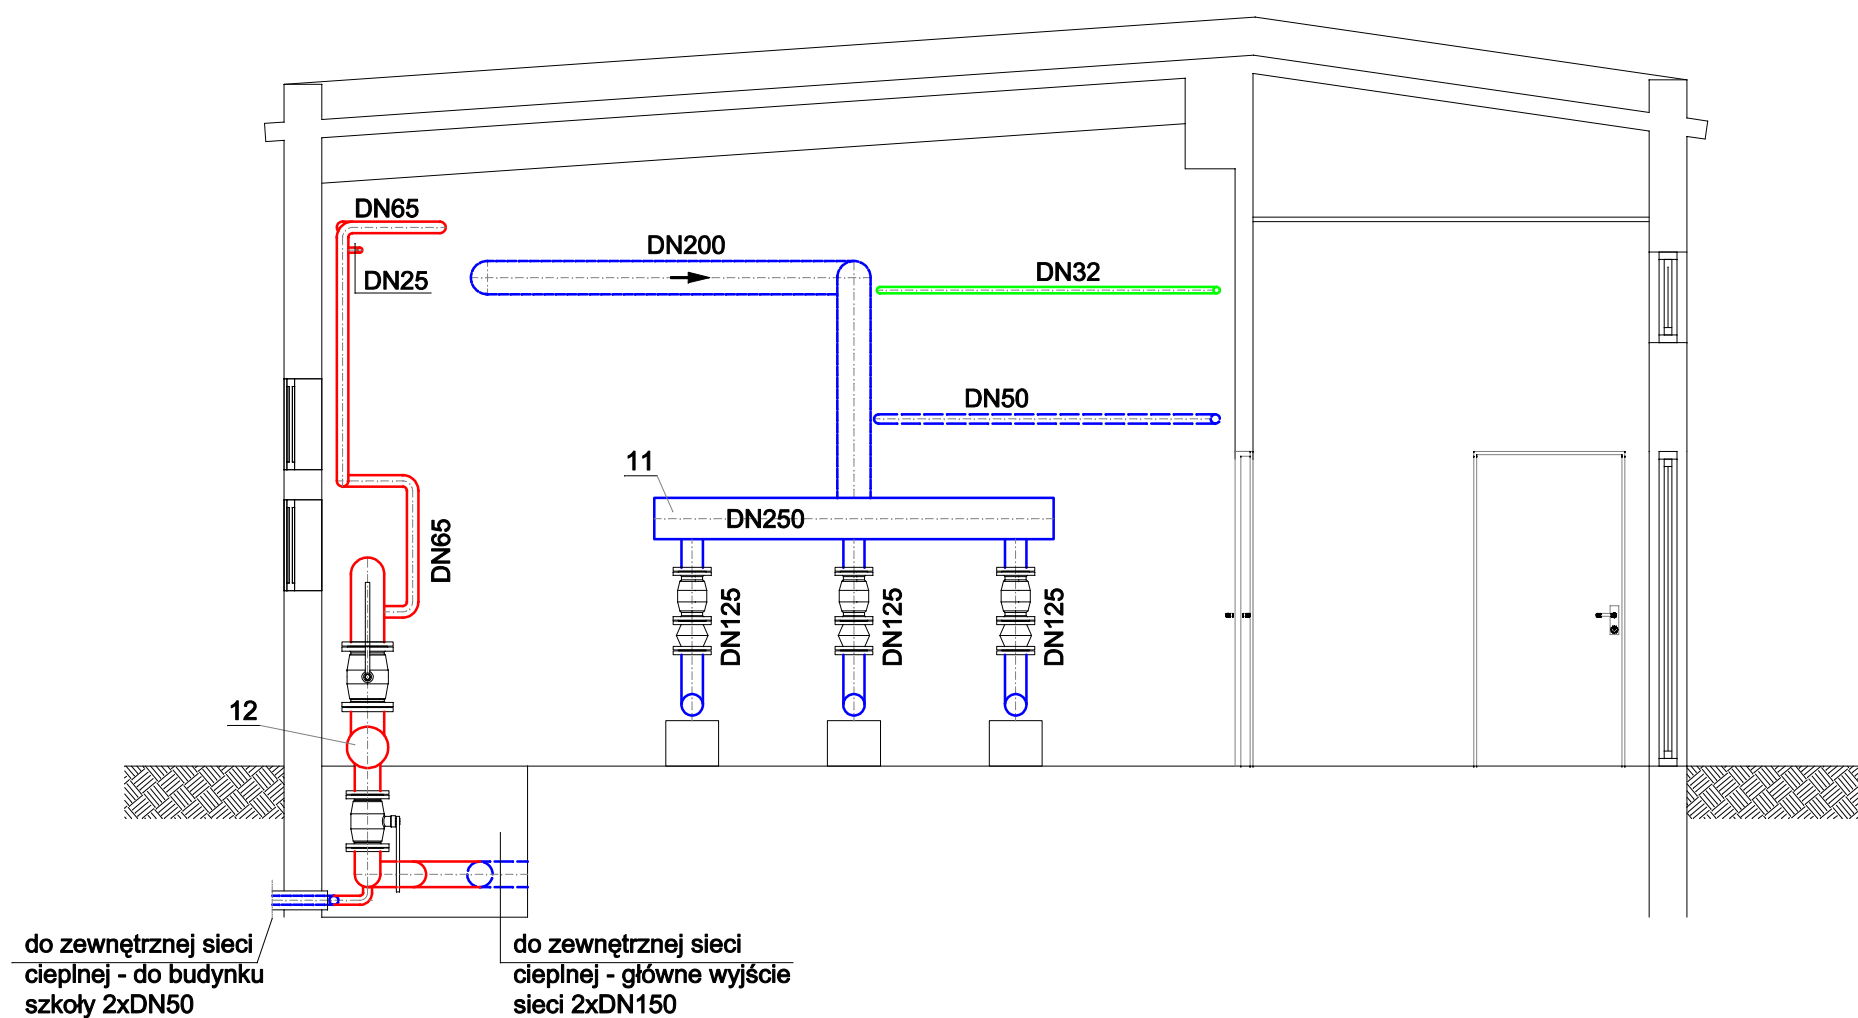 DN65
DN25
DN200
DN32
DN50
11
DN250
DN65
DN125
DN125
DN125
12
do zewnętrznej sieci
cieplnej - do budynku
szkoły 2xDN50
do zewnętrznej sieci
cieplnej - główne wyjście
sieci 2xDN150